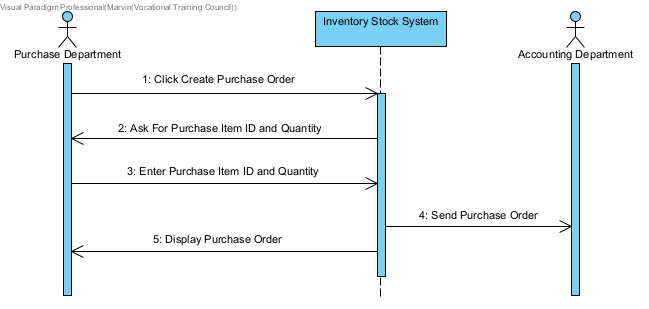 Visual Paradigm Professional(Marvin(Vocational Training Council))
Inventory Stock System
Purchase Department
Accounting Department
1: Click Create Purchase Order
2: Ask For Purchase Item ID and Quantity
3: Enter Purchase Item ID and Quantity
4: Send Purchase Order
5: Display Purchase Order